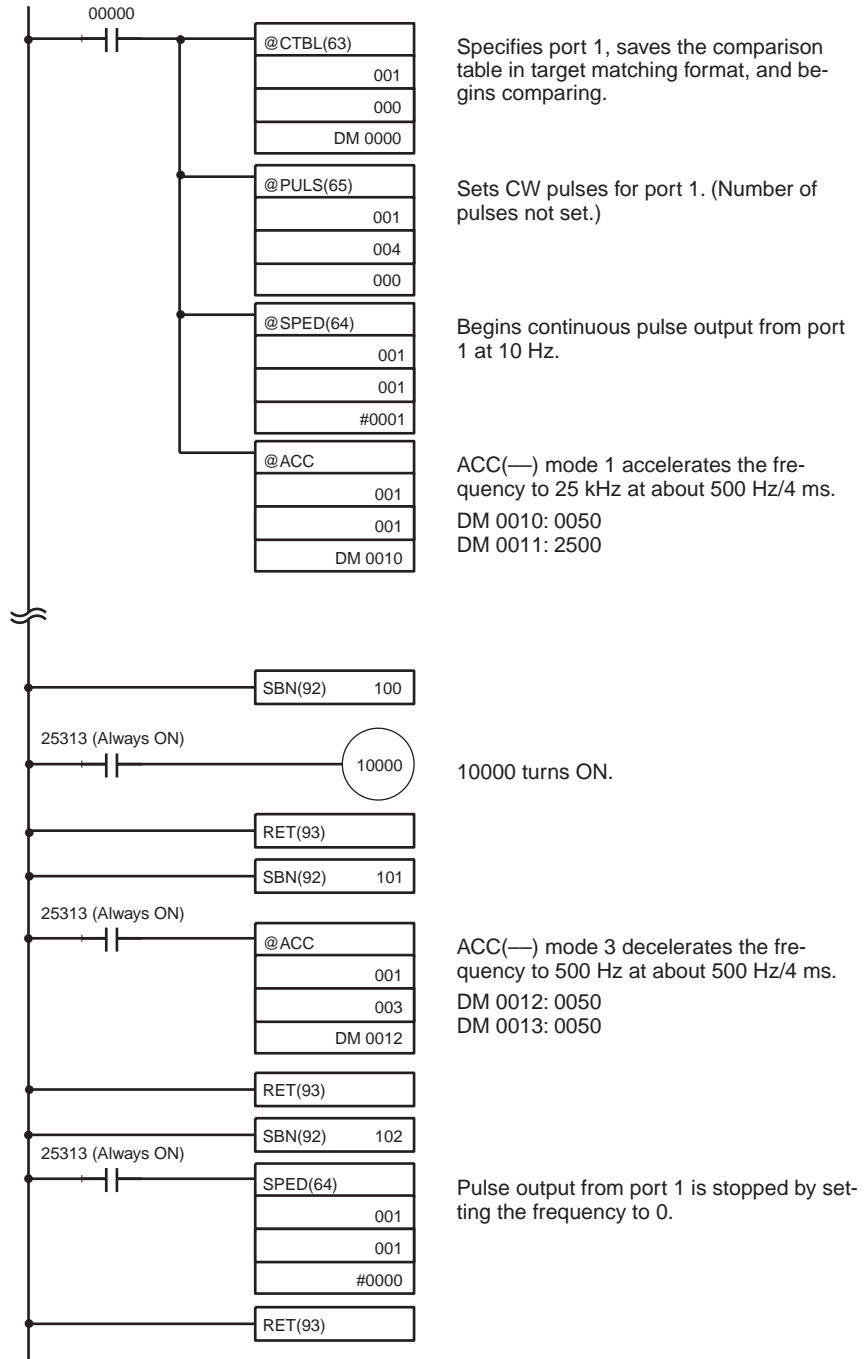 00000
@CTBL(63)
001
000
DM 0000
Specifies port 1, saves the comparison
table in target matching format, and be-
gins comparing.
@PULS(65)
001
004
000
Sets CW pulses for port 1. (Number of
pulses not set.)
@SPED(64)
001
001
#0001
Begins continuous pulse output from port
1 at 10 Hz.
@ACC
001
001
DM 0010
ACC(––) mode 1 accelerates the fre-
quency to 25 kHz at about 500 Hz/4 ms.
DM 0010: 0050
DM 0011: 2500
SBN(92) 100
25313 (Always ON)
10000
10000 turns ON.
RET(93)
SBN(92) 101
25313 (Always ON)
@ACC
001
003
DM 0012
ACC(––) mode 3 decelerates the fre-
quency to 500 Hz at about 500 Hz/4 ms.
DM 0012: 0050
DM 0013: 0050
RET(93)
SBN(92) 102
25313 (Always ON)
SPED(64)
001
001
#0000
Pulse output from port 1 is stopped by set-
ting the frequency to 0.
RET(93)